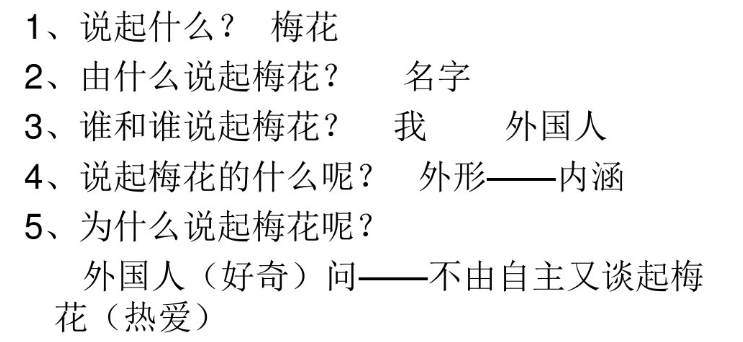 1、说起什么？ 梅花
2、由什么说起梅花？ 名字
3、谁和谁说起梅花？ 我 外国人
4、说起梅花的什么呢？ 外形——内涵
5、为什么说起梅花呢？
外国人（好奇）问——不由自主又谈起梅
花（热爱）